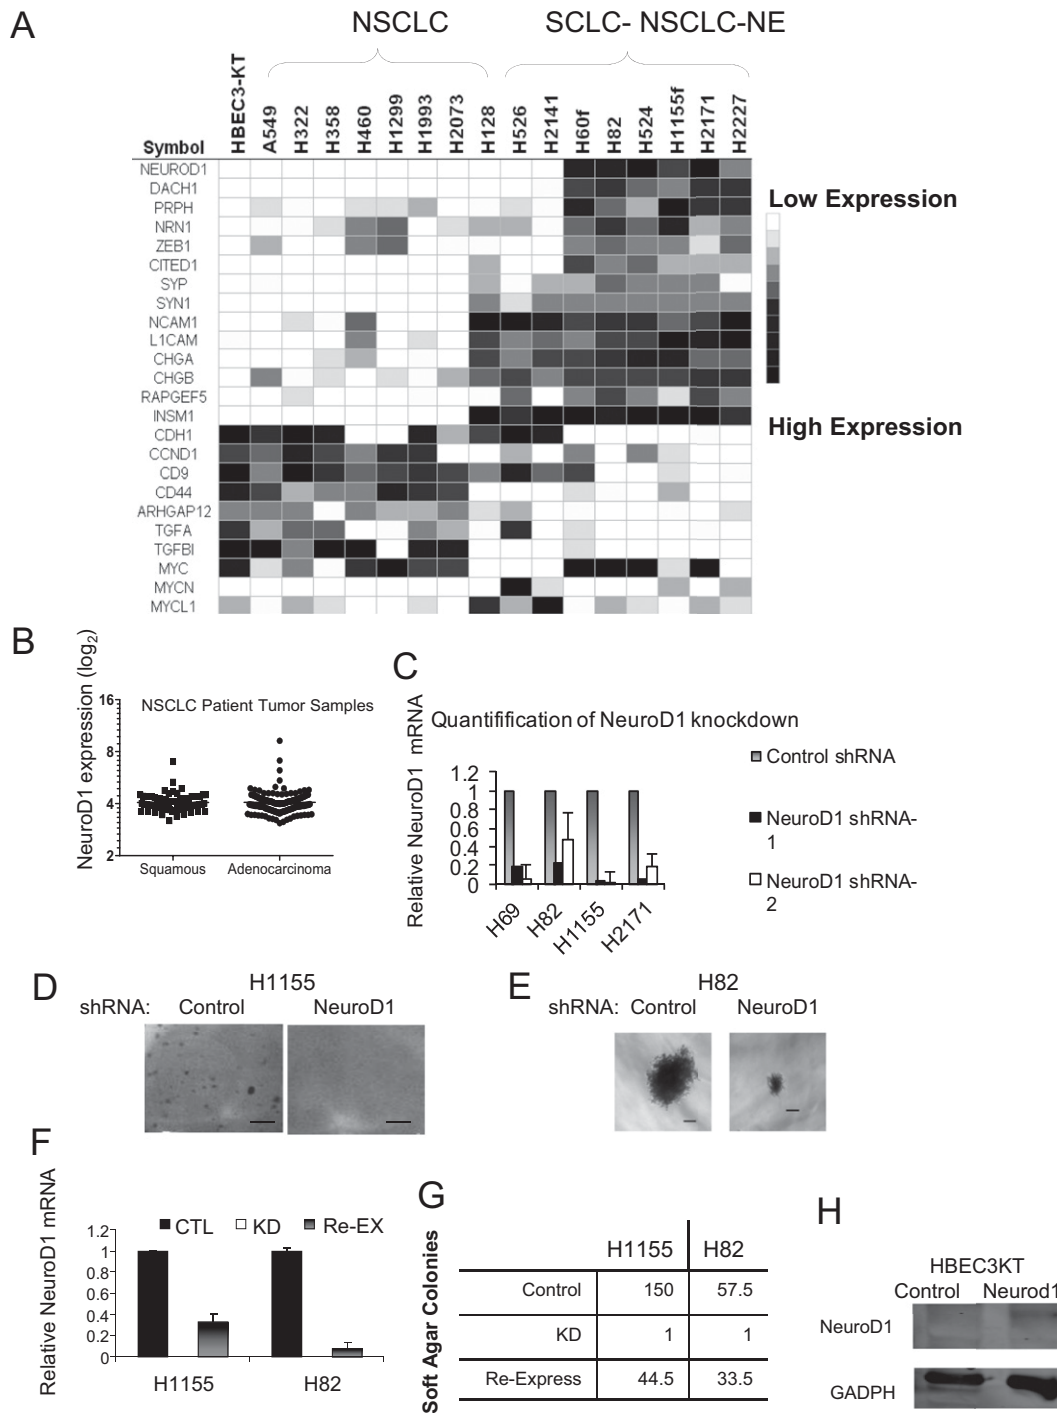 A
NSCLC
SCLC- NSCLC-NE
Symbol
HBEC3-KT
A549
H322
H358
H460
H1299
H1993
H2073
H128
H526
H2141
H60f
H82
H524
H1155f
H2171
H2227
NEUROD1
DACH1
PRPH
NRN1
ZEB1
CITED1
SYP
SYN1
NCAM1
L1CAM
CHGA
CHGB
RAPGEF5
INSM1
CDH1
CCND1
CD9
CD44
ARHGAP12
TGFA
TGFBI
MYC
MYCN
MYCL1
Low Expression
High Expression
B
NeuroD1 expression (log2)
NSCLC Patient Tumor Samples
16
8
4
2
Squamous
Adenocarcinoma
C
Relative NeuroD1 mRNA
Quantifification of NeuroD1 knockdown
1.2
1
0.8
0.6
0.4
0.2
0
H69
H82
H1155
H2171
Control shRNA
NeuroD1 shRNA-
1
NeuroD1 shRNA-
2
D
H1155
shRNA: Control NeuroD1
E
H82
shRNA: Control NeuroD1
F
Relative NeuroD1 mRNA
CTL KD Re-EX
1.2
1
0.8
0.6
0.4
0.2
0
H1155
H82
G
Soft Agar Colonies
H1155 H82
Control 150 57.5
KD 1 1
Re-Express 44.5 33.5
H
HBEC3KT
Control Neurod1
NeuroD1
GADPH